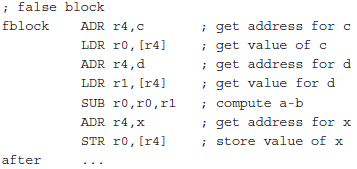 ; false block
fblock ADR r4,c ; get address for c
LDR r0,[r4] ; get value of c
ADR r4,d ; get address for d
LDR r1,[r4] ; get value for d
SUB r0,r0,r1 ; compute a-b
ADR r4,x ; get address for x
STR r0,[r4] ; store value of x
after ...